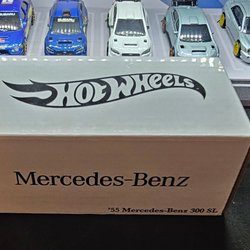 HOT WHEELS
Mercedes-Benz
'55 Mercedes-Benz 300 SL